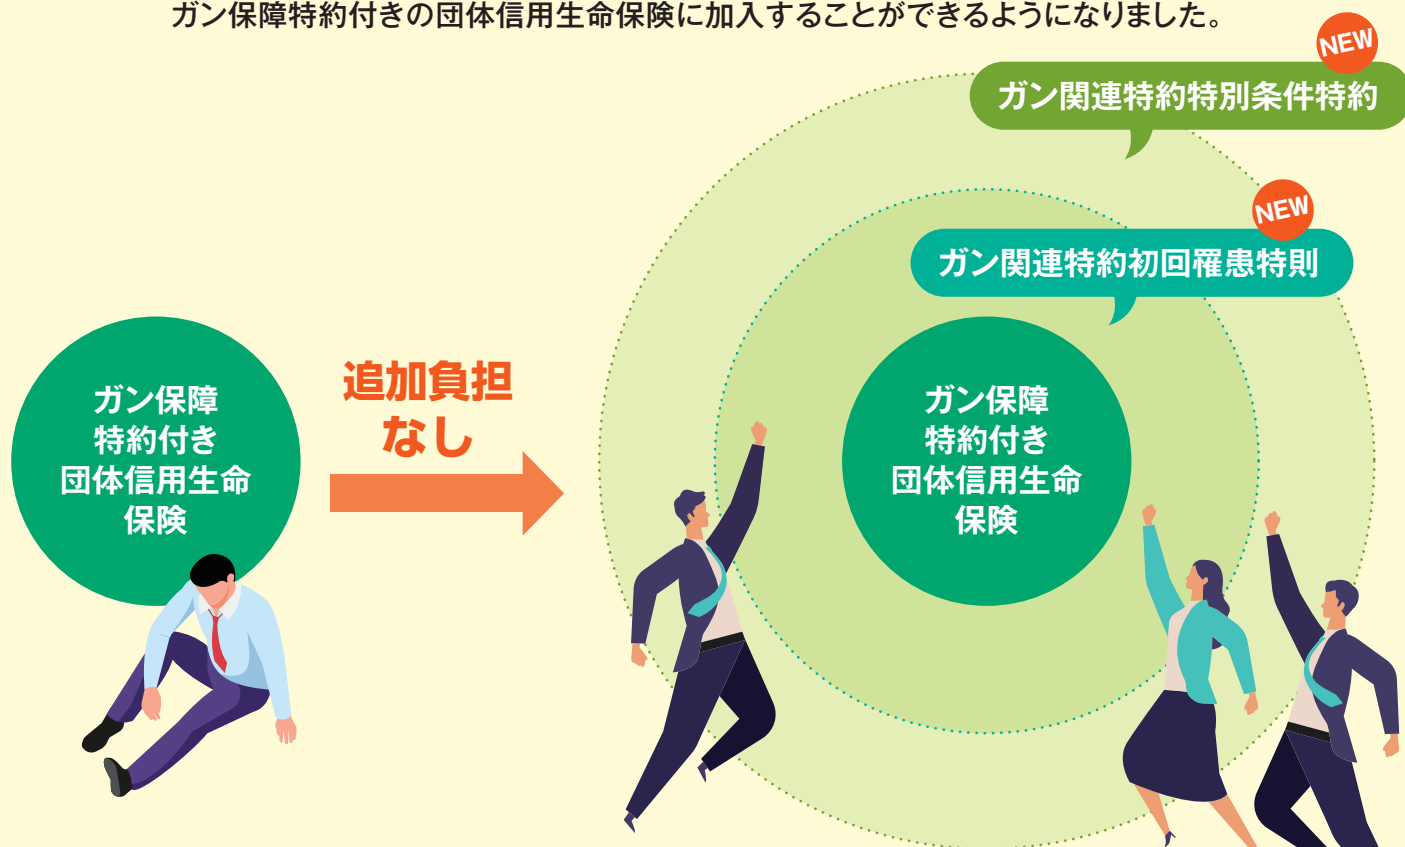 ガン保障特約付きの団体信用生命保険に加入することができるようになりました。
NEW
ガン関連特約特別条件特約
NEW
ガン関連特約初回罹患特則
ガン保障
特約付き
団体信用生命
保険
追加負担
なし
ガン保障
特約付き
団体信用生命
保険